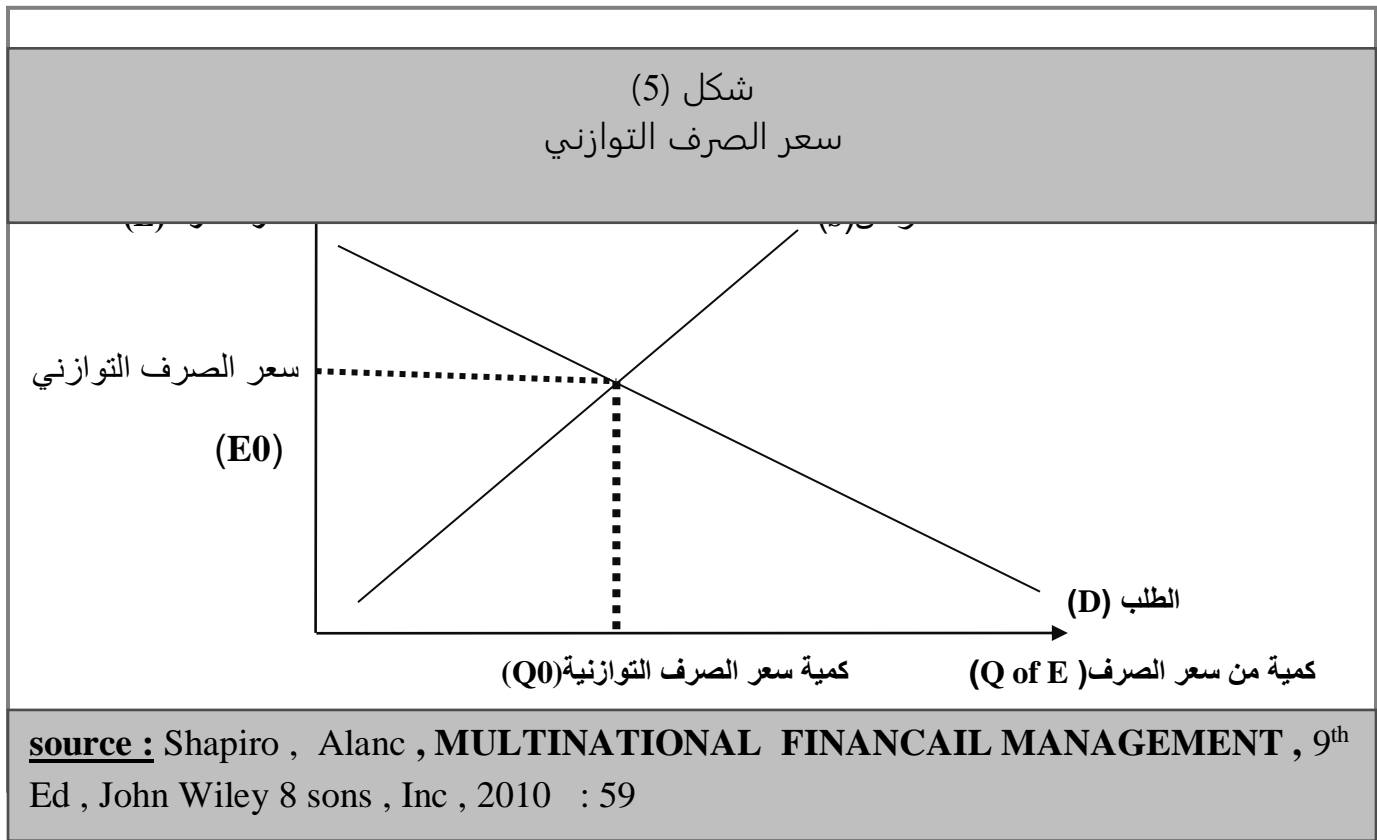 شكل (5)
سعر الصرف التوازني
سعر الصرف التوازني
(E0)
الطلب (D)
كمية سعر الصرف التوازنية(Q0)
كمية من سعر الصرف( Q of E)
source : Shapiro , Alanc , MULTINATIONAL FINANCAIL MANAGEMENT , 9th
Ed , John Wiley 8 sons , Inc , 2010 : 59